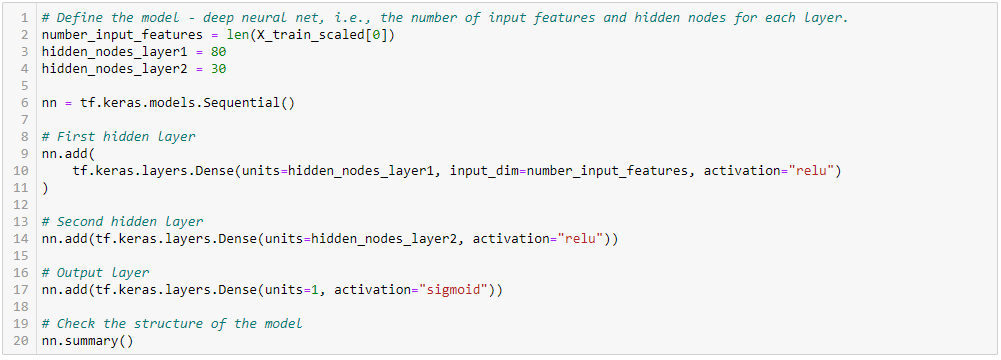 1 # Define the model - deep neural net, i.e., the number of input features and hidden nodes for each layer.
2 number_input_features = len(X_train_scaled[0])
3 hidden_nodes_layer1 = 80
4 hidden_nodes_layer2 = 30
5
6 nn = tf.keras.models.Sequential()
7
8 # First hidden layer
9 nn.add(
10     tf.keras.layers.Dense(units=hidden_nodes_layer1, input_dim=number_input_features, activation="relu")
11 )
12
13 # Second hidden layer
14 nn.add(tf.keras.layers.Dense(units=hidden_nodes_layer2, activation="relu"))
15
16 # Output layer
17 nn.add(tf.keras.layers.Dense(units=1, activation="sigmoid"))
18
19 # Check the structure of the model
20 nn.summary()